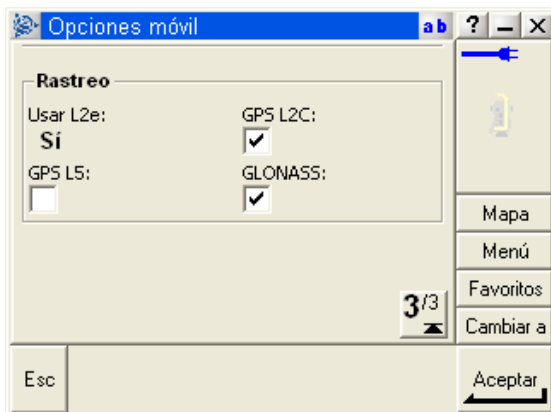 Opciones móvil
ab ? – X
Rastreo
Usar L2e: GPS L2C:
Sí
GPS L5: GLONASS:
Mapa
Menú
Favoritos
3/3
Cambiar a
Esc
Aceptar